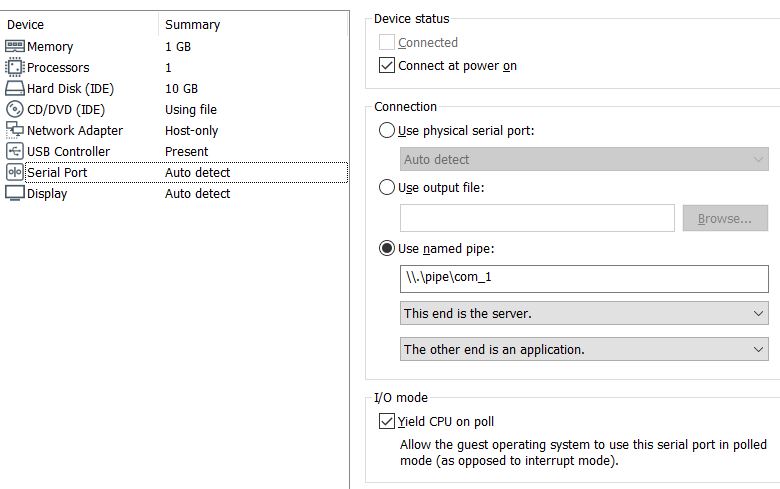 Device Summary
Memory 1 GB
Processors 1
Hard Disk (IDE) 10 GB
CD/DVD (IDE) Using file
Network Adapter Host-only
USB Controller Present
Serial Port Auto detect
Display Auto detect
Device status
Connected
Connect at power on
Connection
Use physical serial port:
Auto detect
Use output file:
Browse...
Use named pipe:
\\.\pipe\com_1
This end is the server.
The other end is an application.
I/O mode
Yield CPU on poll
Allow the guest operating system to use this serial port in polled
mode (as opposed to interrupt mode).